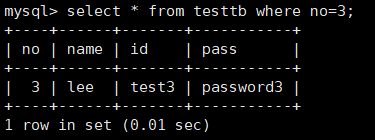 mysql> select * from testtb where no=3;
+----+------+-------+-----------+
| no | name | id    | pass      |
+----+------+-------+-----------+
|  3 | lee  | test3 | password3 |
+----+------+-------+-----------+
1 row in set (0.01 sec)